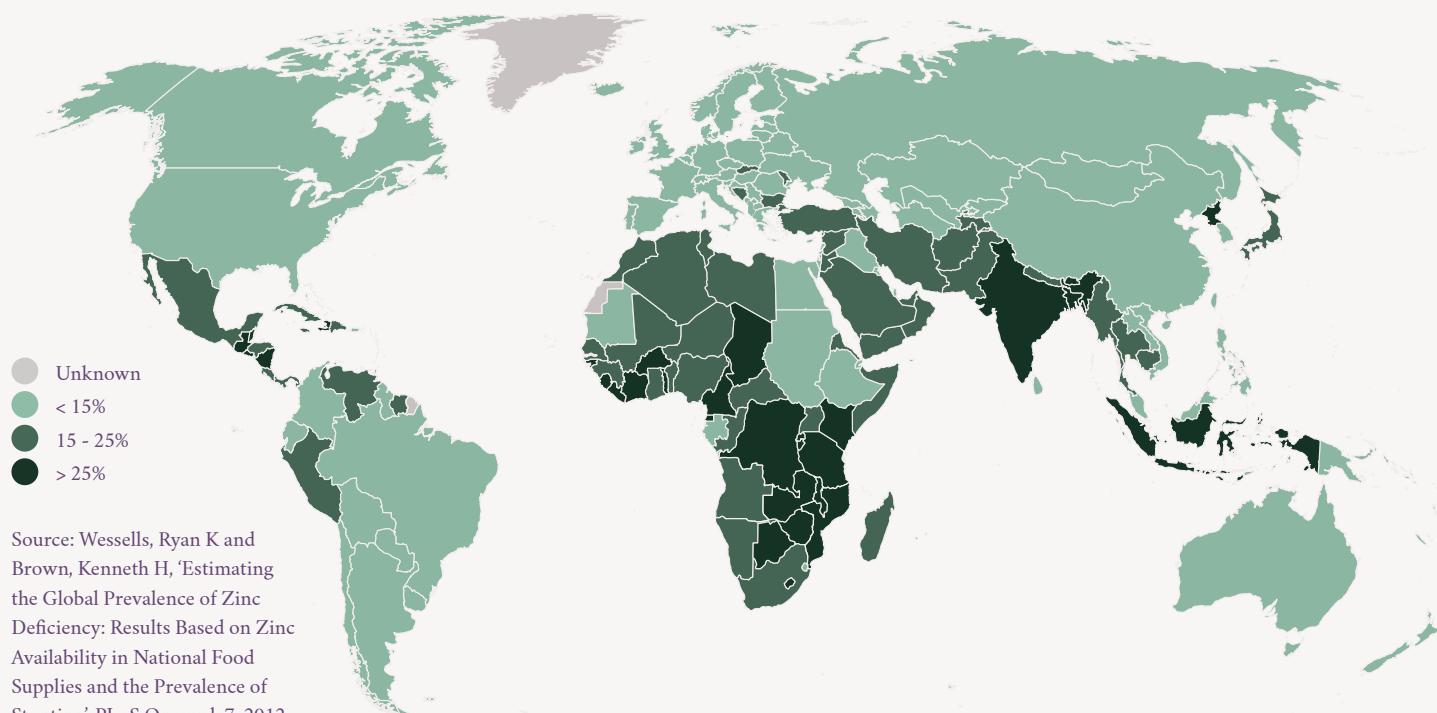 Unknown
< 15%
15 - 25%
> 25%
Source: Wessells, Ryan K and
Brown, Kenneth H, ‘Estimating
the Global Prevalence of Zinc
Deficiency: Results Based on Zinc
Availability in National Food
Supplies and the Prevalence of